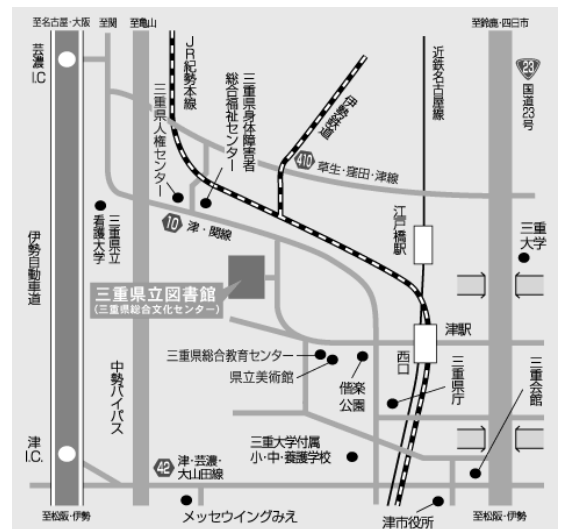 至名古屋・大阪
至関
至亀山
至鈴鹿・四日市
芸濃
I.C
JR紀勢本線
三重県人権センター
三重県身体障害者
総合福祉センター
伊勢鉄道
近鉄名古屋線
23
国道23号
410
草生・窪田・津線
三重県立
看護大学
10
津・関線
江戸橋駅
三重
大学
伊勢自動車道
三重県立図書館
(三重県総合文化センター)
津駅
西口
三重県総合教育センター
県立美術館
偕楽
公園
三重県庁
三重会館
中勢バイパス
津
I.C.
42
津・芸濃・
大山田線
三重大学付属
小・中・養護学校
至松阪・伊勢
メッセウイングみえ
津市役所
至松阪・伊勢